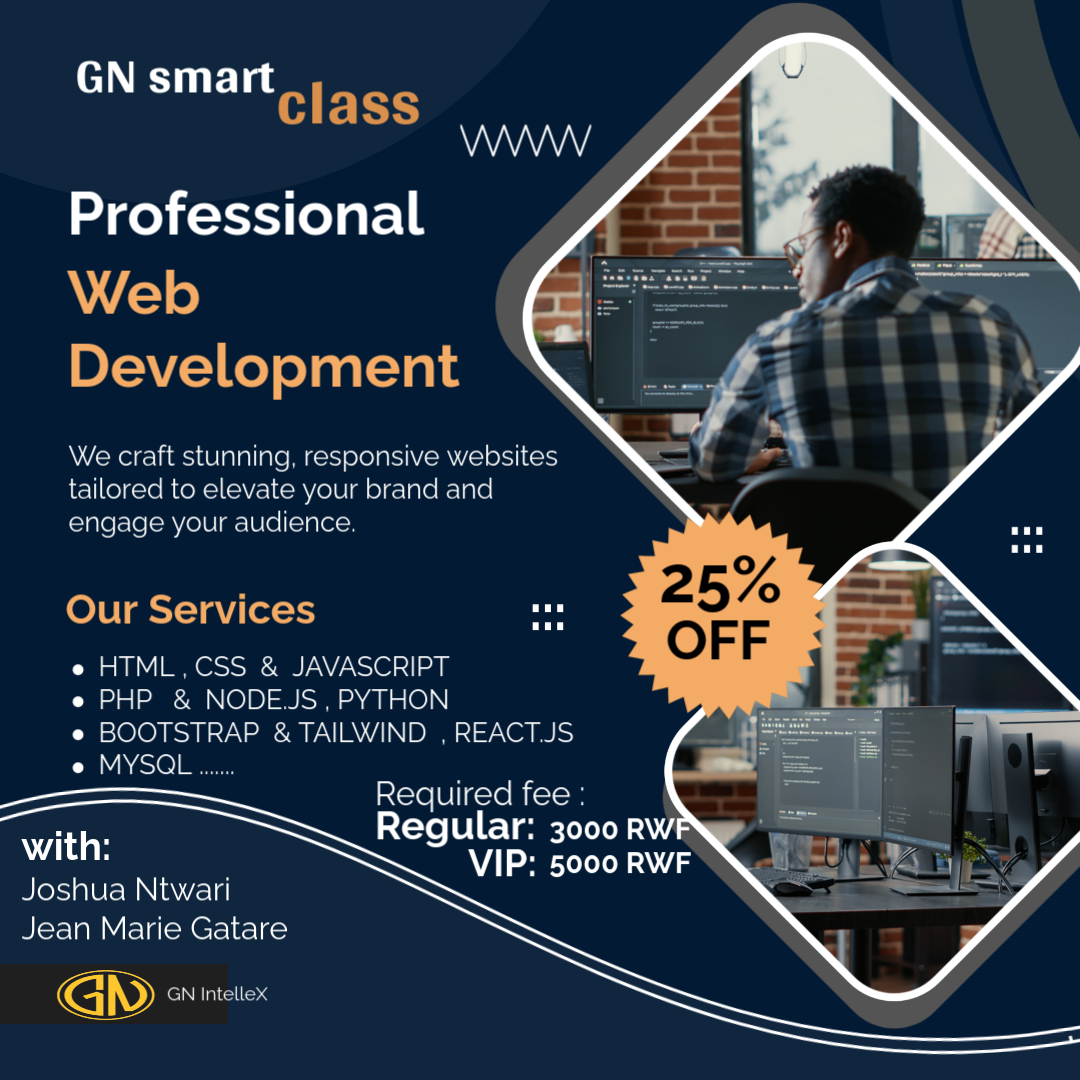 GN smart
class
Professional
Web
Development
We craft stunning, responsive websites
tailored to elevate your brand and
engage your audience.
25%
OFF
Our Services
● HTML , CSS & JAVASCRIPT
● PHP & NODE.JS , PYTHON
● BOOTSTRAP & TAILWIND , REACT.JS
● MYSQL .......
Required fee :
Regular: 3000 RWF
VIP: 5000 RWF
with:
Joshua Ntwari
Jean Marie Gatare
GN GN IntelleX